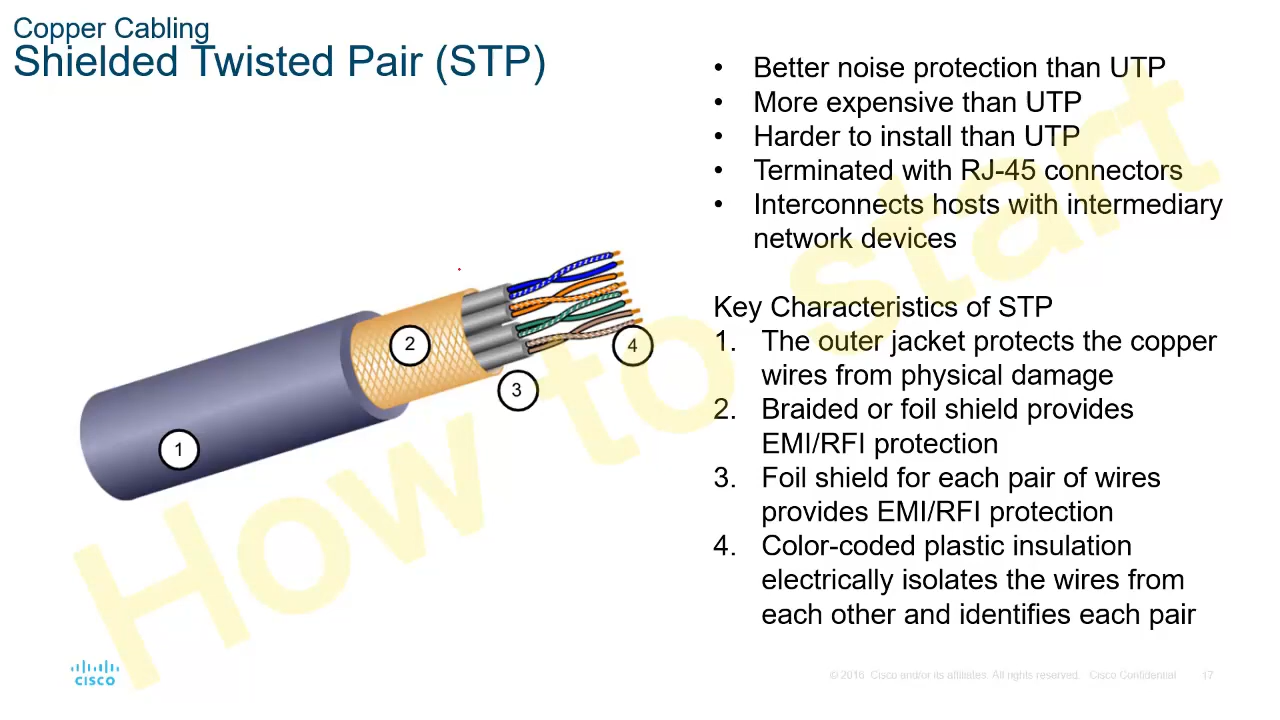 Copper Cabling
Shielded Twisted Pair (STP)
• Better noise protection than UTP
• More expensive than UTP
• Harder to install than UTP
• Terminated with RJ-45 connectors
• Interconnects hosts with intermediary
network devices
Key Characteristics of STP
1. The outer jacket protects the copper
wires from physical damage
2. Braided or foil shield provides
EMI/RFI protection
3. Foil shield for each pair of wires
provides EMI/RFI protection
4. Color-coded plastic insulation
electrically isolates the wires from
each other and identifies each pair
1
2
3
4
How to start
CISCO
© 2016 Cisco and/or its affiliates. All rights reserved. Cisco Confidential 17